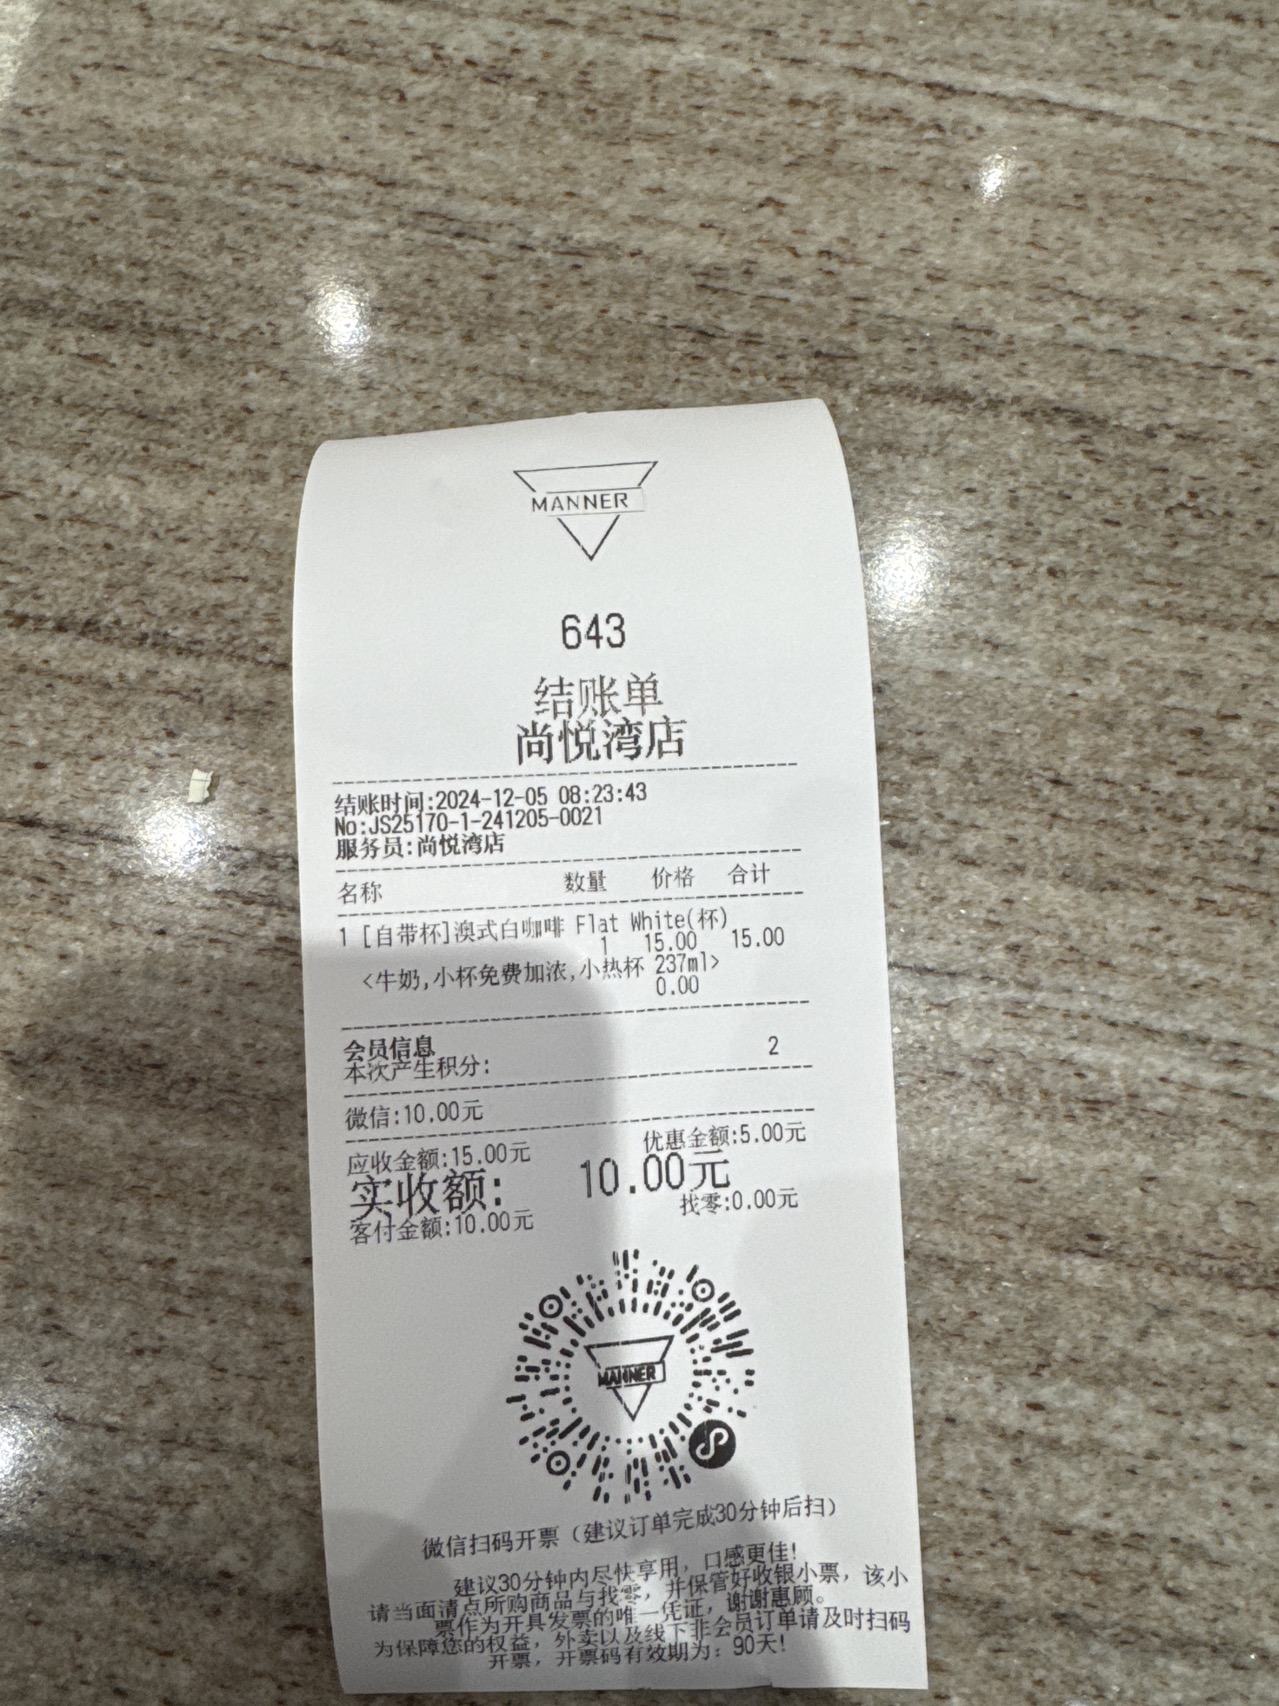 MANNER
643
结账单
尚悦湾店
结账时间:2024-12-05 08:23:43
No:JS25170-1-241205-0021
服务员:尚悦湾店
名称 数量 价格 合计
1 [自带杯]澳式白咖啡 Flat White(杯)
1 15.00 15.00
<牛奶,小杯免费加浓,小热杯 237ml>
0.00
会员信息
本次产生积分: 2
微信:10.00元
应收金额:15.00元 优惠金额:5.00元
实收额: 10.00元
客付金额:10.00元 找零:0.00元
MANNER
微信扫码开票（建议订单完成30分钟后扫）
建议30分钟内尽快享用，口感更佳！
请当面清点所购商品与找零，并保管好收银小票，该小
票作为开具发票的唯一凭证，谢谢惠顾。
为保障您的权益，外卖以及线下非会员订单请及时扫码
开票，开票码有效期为：90天！